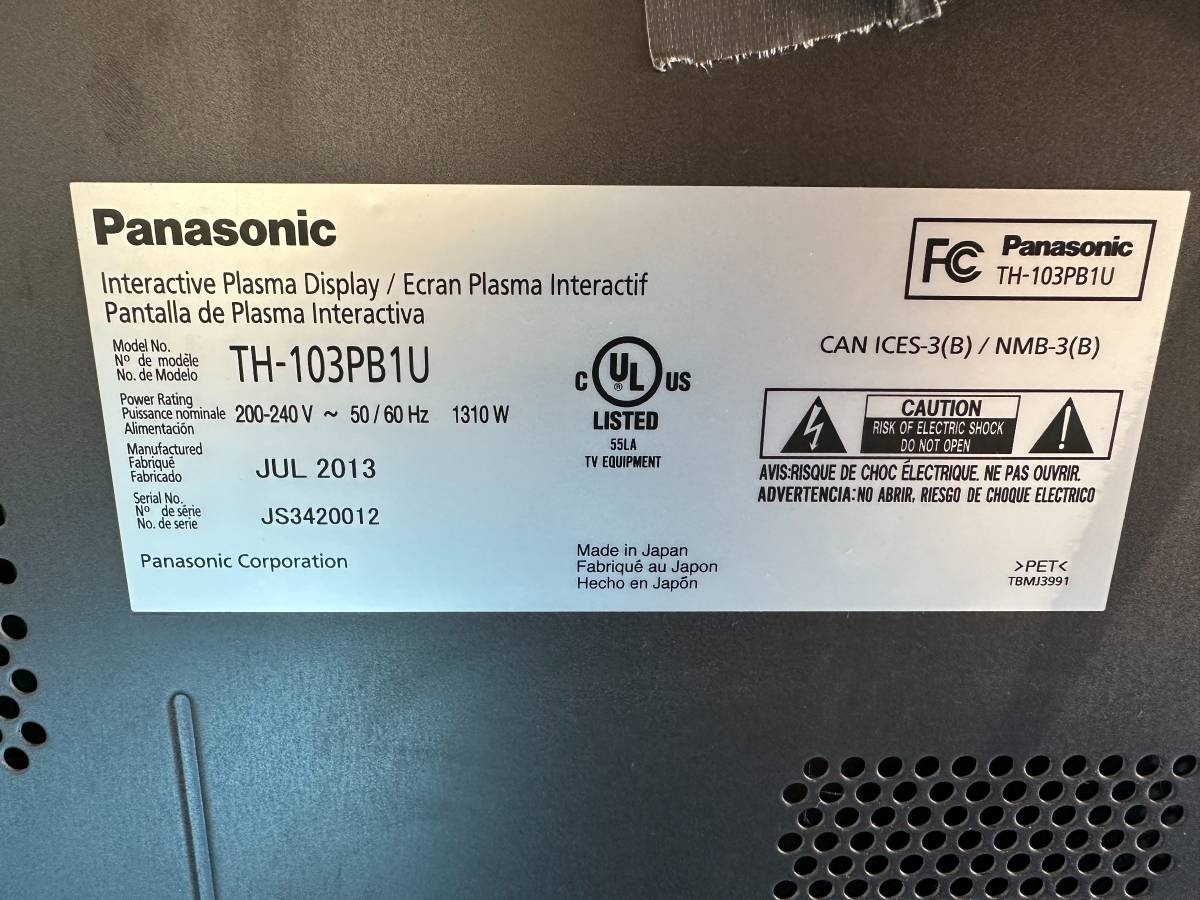 Panasonic
Interactive Plasma Display / Ecran Plasma Interactif
Pantalla de Plasma Interactiva
Model No.
Nº de modèle
No. de Modelo
TH-103PB1U
Power Rating
Puissance nominale
Alimentación
200-240 V ~ 50 / 60 Hz 1310 W
Manufactured
Fabriqué
Fabricado
JUL 2013
Serial No.
Nº de série
No. de serie
JS3420012
Panasonic Corporation
C UL ® US
LISTED
55LA
TV EQUIPMENT
Made in Japan
Fabriqué au Japon
Hecho en Japón
FC Panasonic
TH-103PB1U
CAN ICES-3(B) / NMB-3(B)
CAUTION
RISK OF ELECTRIC SHOCK
DO NOT OPEN
AVIS:RISQUE DE CHOC ÉLECTRIQUE. NE PAS OUVRIR.
ADVERTENCIA:NO ABRIR, RIESGO DE CHOQUE ELECTRICO
>PET<
TBMJ3991